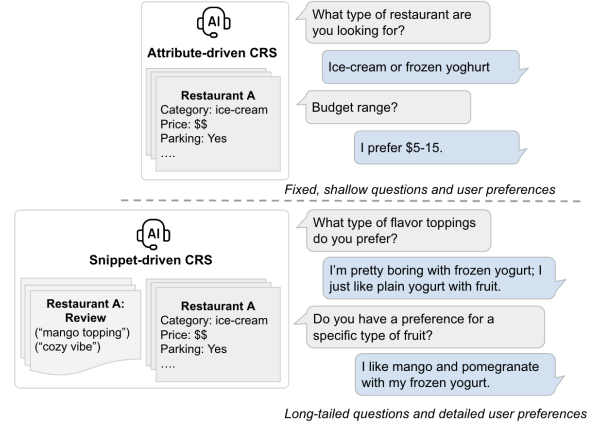 AI
Attribute-driven CRS
Restaurant A
Category: ice-cream
Price: $$
Parking: Yes
....
What type of restaurant are
you looking for?
Ice-cream or frozen yoghurt
Budget range?
I prefer $5-15.
Fixed, shallow questions and user preferences
AI
Snippet-driven CRS
Restaurant A:
Review
(“mango topping”)
(“cozy vibe”)
Restaurant A
Category: ice-cream
Price: $$
Parking: Yes
....
What type of flavor toppings
do you prefer?
I’m pretty boring with frozen yogurt; I
just like plain yogurt with fruit.
Do you have a preference for a
specific type of fruit?
I like mango and pomegranate
with my frozen yogurt.
Long-tailed questions and detailed user preferences